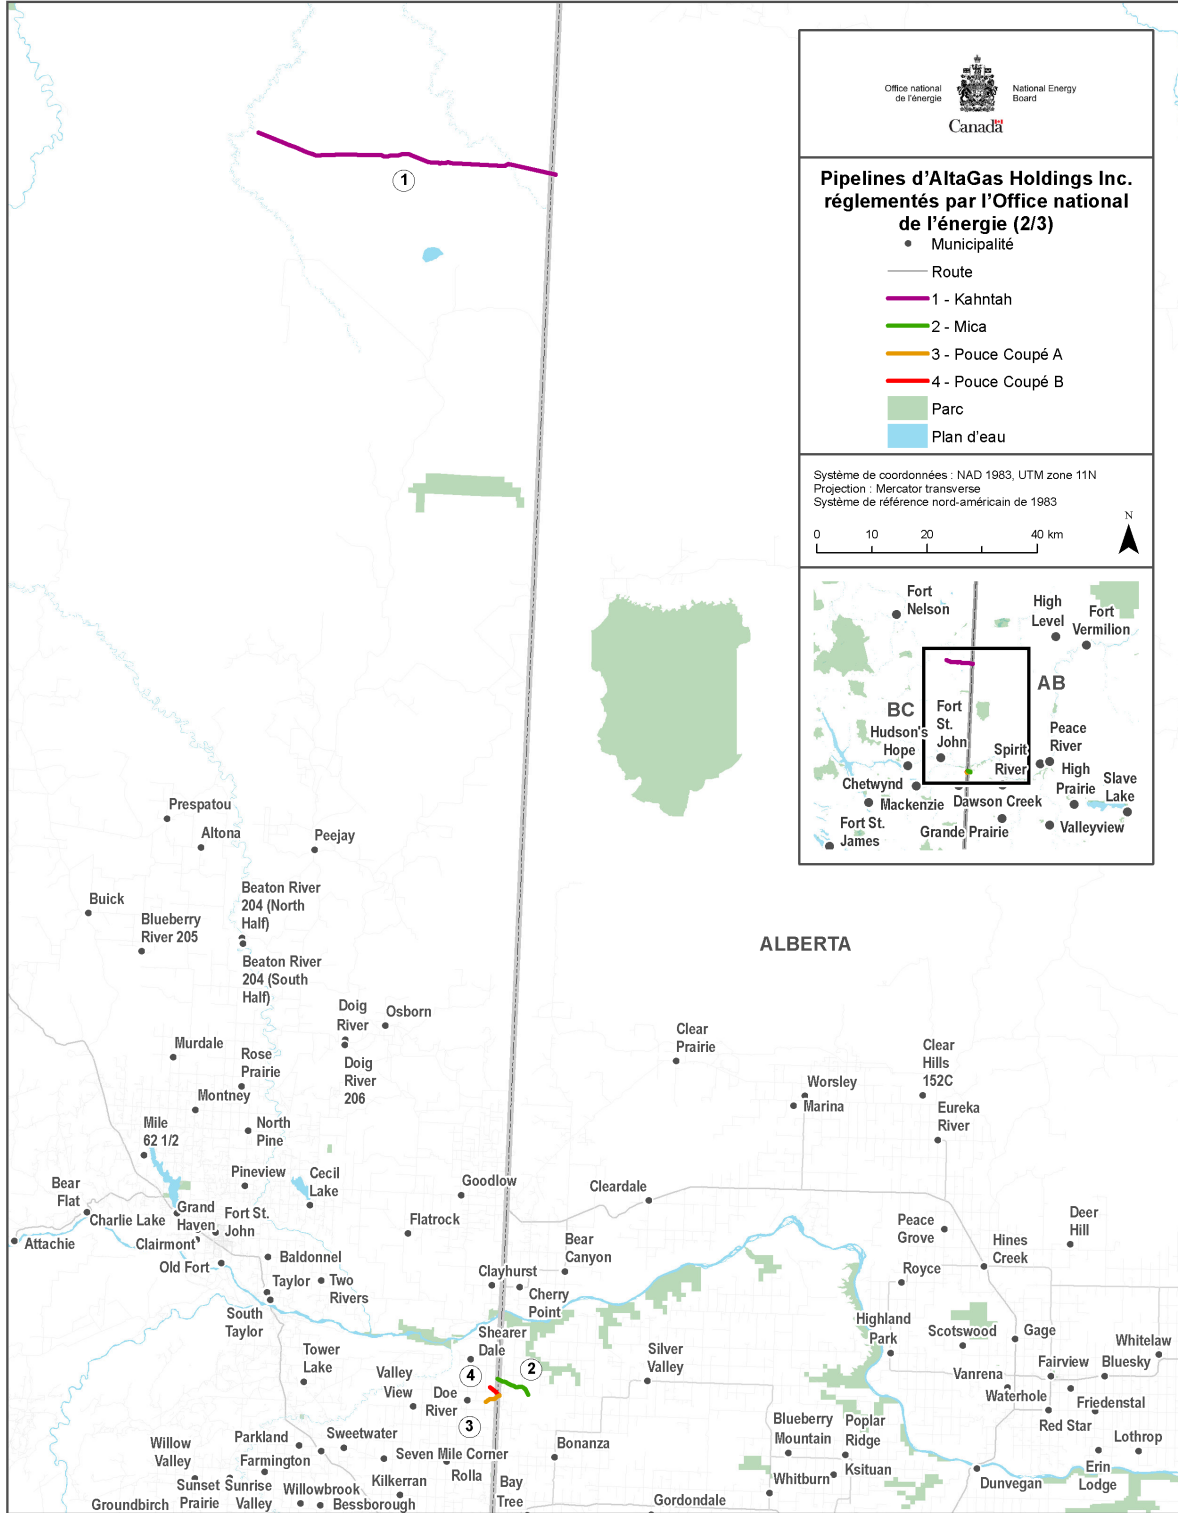 Office national
de l'énergie
National Energy
Board
Canada
Pipelines d'AltaGas Holdings Inc.
réglementés par l'Office national
de l'énergie (2/3)
Municipalité
Route
1 - Kahntah
2 - Mica
3 - Pouce Coupé A
4 - Pouce Coupé B
Parc
Plan d'eau
Système de coordonnées : NAD 1983, UTM zone 11N
Projection : Mercator transverse
Système de référence nord-américain de 1983
N
0 10 20 40 km
Fort
Nelson
High
Level
Fort
Vermilion
AB
BC
Fort
St.
John
Hudson's
Hope
Peace
River
Spirit
River
High
Prairie
Slave
Lake
Chetwynd
Mackenzie
Dawson Creek
Fort St.
James
Grande Prairie
Valleyview
1
Prespatou
Altona
Peejay
Buick
Beaton River
204 (North
Half)
Blueberry
River 205
Beaton River
204 (South
Half)
ALBERTA
Doig
River
Osborn
Doig
River
206
Murdale
Rose
Prairie
Montney
Mile
62 1/2
North
Pine
Clear
Prairie
Clear
Hills
152C
Worsley
Marina
Eureka
River
Pineview
Cecil
Lake
Goodlow
Cleardale
Bear
Flat
Grand
Haven
Fort St.
John
Charlie Lake
Clairmont
Attachie
Old Fort
Flatrock
Baldonnel
Bear
Canyon
Peace
Grove
Deer
Hill
Hines
Creek
Royce
Taylor
Two
Rivers
Clayhurst
Cherry
Point
South
Taylor
Shearer
Dale
Tower
Lake
Valley
View
Doe
River
4
2
3
Silver
Valley
Highland
Park
Scotswood
Gage
Whitelaw
Vanrena
Fairview
Bluesky
Waterhole
Friedenstal
Red Star
Blueberry
Mountain
Poplar
Ridge
Lothrop
Willow
Valley
Parkland
Sweetwater
Farmington
Seven Mile Corner
Bonanza
Rolla
Kilkerran
Whitburn
Ksituan
Dunvegan
Erin
Lodge
Sunset
Prairie
Sunrise
Valley
Willowbrook
Bay
Tree
Groundbirch
Bessborough
Gordondale